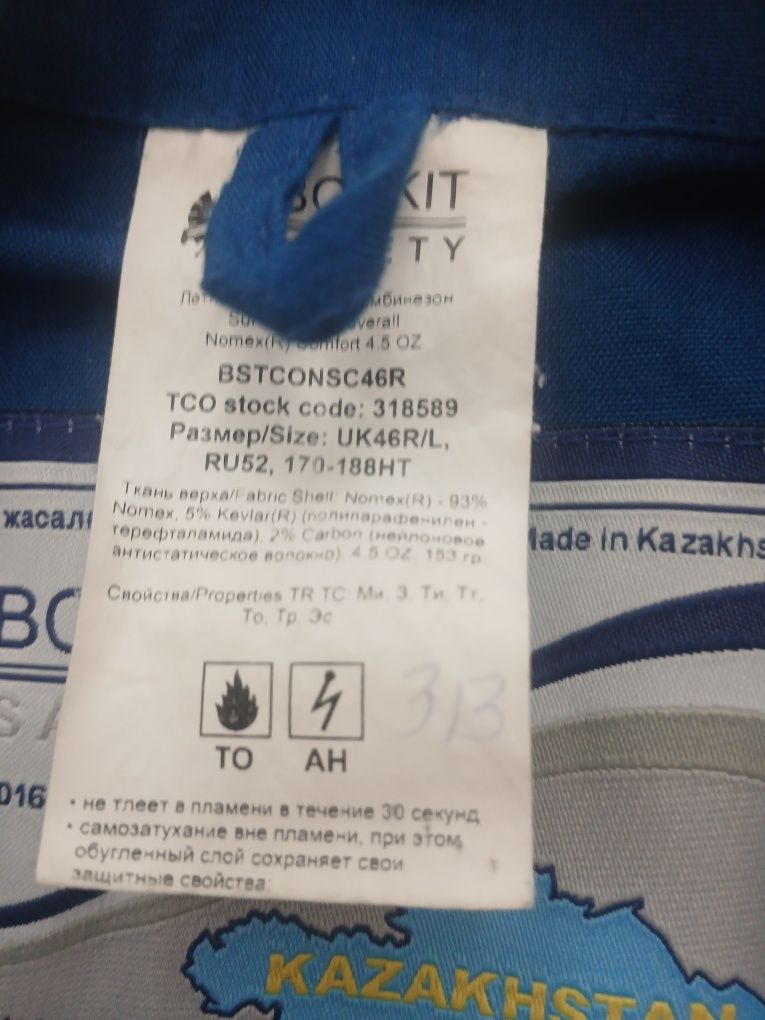 KIT
TY
Nomex(R) Comfort 4.5 OZ
BSTCONSC46R
TCO stock code: 318589
Размер/Size: UK46R/L,
RU52, 170-188HT
Ткань верха/Fabric Shell: Nomex(R) - 93%
Nomex, 5% Kevlar(R) (полипарафенилен -
терефталамида), 2% Carbon (нейлоновое
антистатическое волокно). 4.5 OZ. 153 гр.
Свойства/Properties TR TC: Ми, З, Ти, Тт,
То, Тр, Эс
ТО АН
313
• не тлеет в пламени в течение 30 секунд
• самозатухание вне пламени, при этом
обугленный слой сохраняет свои
защитные свойства;
Made in Kazakhs
016
KAZAKHSTAN